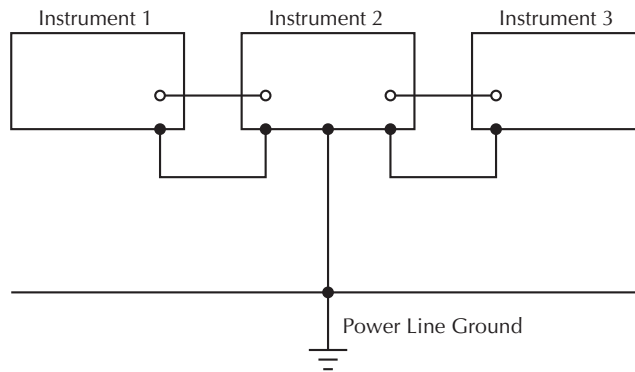 Instrument 1
Instrument 2
Instrument 3
Power Line Ground